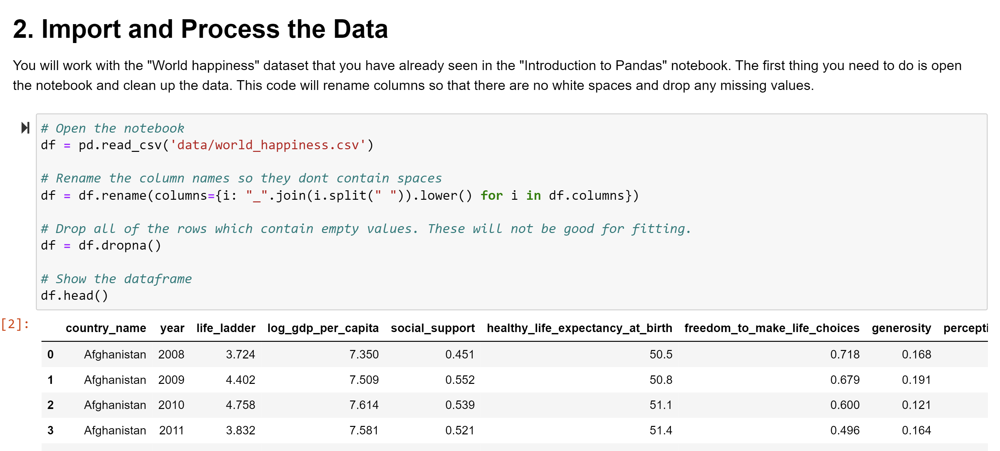 2. Import and Process the Data
You will work with the "World happiness" dataset that you have already seen in the "Introduction to Pandas" notebook. The first thing you need to do is open
the notebook and clean up the data. This code will rename columns so that there are no white spaces and drop any missing values.
# Open the notebook
df = pd.read_csv('data/world_happiness.csv')
# Rename the column names so they dont contain spaces
df = df.rename(columns={i: "_".join(i.split(" ")).lower() for i in df.columns})
# Drop all of the rows which contain empty values. These will not be good for fitting.
df = df.dropna()
# Show the dataframe
df.head()
[2]:
country_name year life_ladder log_gdp_per_capita social_support healthy_life_expectancy_at_birth freedom_to_make_life_choices generosity percepti
0 Afghanistan 2008 3.724 7.350 0.451 50.5 0.718 0.168
1 Afghanistan 2009 4.402 7.509 0.552 50.8 0.679 0.191
2 Afghanistan 2010 4.758 7.614 0.539 51.1 0.600 0.121
3 Afghanistan 2011 3.832 7.581 0.521 51.4 0.496 0.164